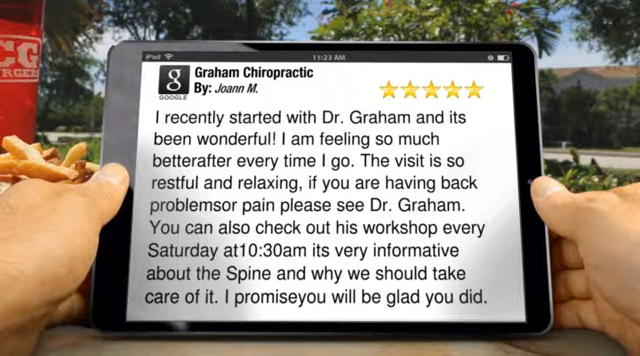 CG
RGERS
iPod
11:23 AM
g
GOOGLE
Graham Chiropractic
By: Joann M.
I recently started with Dr. Graham and its
been wonderful! I am feeling so much
betterafter every time I go. The visit is so
restful and relaxing, if you are having back
problemsor pain please see Dr. Graham.
You can also check out his workshop every
Saturday at10:30am its very informative
about the Spine and why we should take
care of it. I promiseyou will be glad you did.